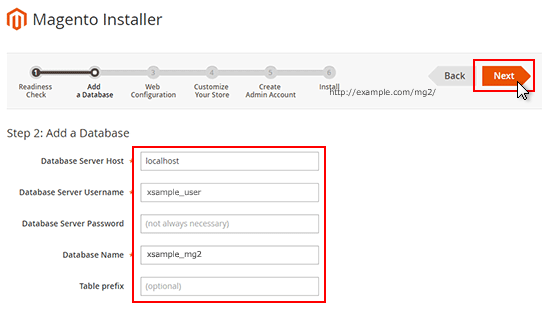 Magento Installer
1 2 3 4 5 6
Readiness Check
Add a Database
Web Configuration
Customize Your Store
Create Admin Account
Install
http://example.com/mg2/
Back
Next
Step 2: Add a Database
Database Server Host * localhost
Database Server Username * xsample_user
Database Server Password (not always necessary)
Database Name * xsample_mg2
Table prefix (optional)